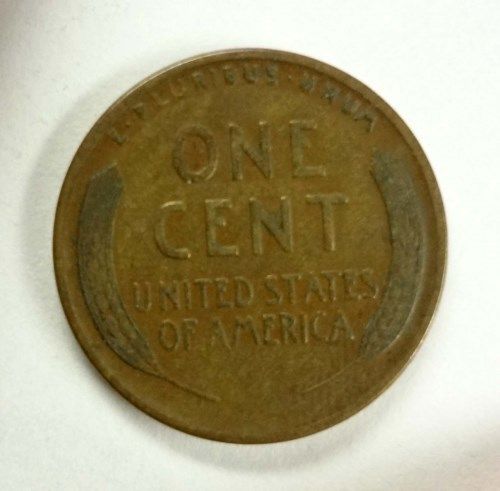 E·PLURIBUS·UNUM
ONE
CENT
UNITED STATES
OF AMERICA